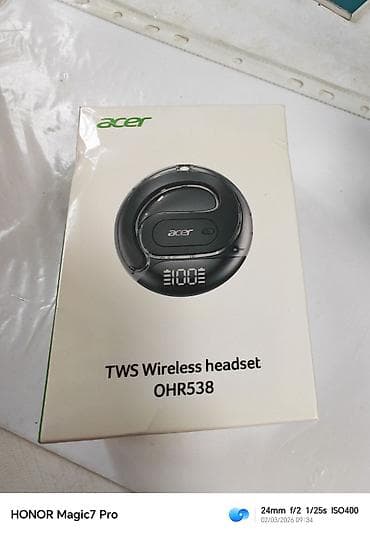 acer
acer
100
TWS Wireless headset
OHR538
HONOR Magic7 Pro
24mm f/2 1/25s ISO400
02/03/2026 09:34